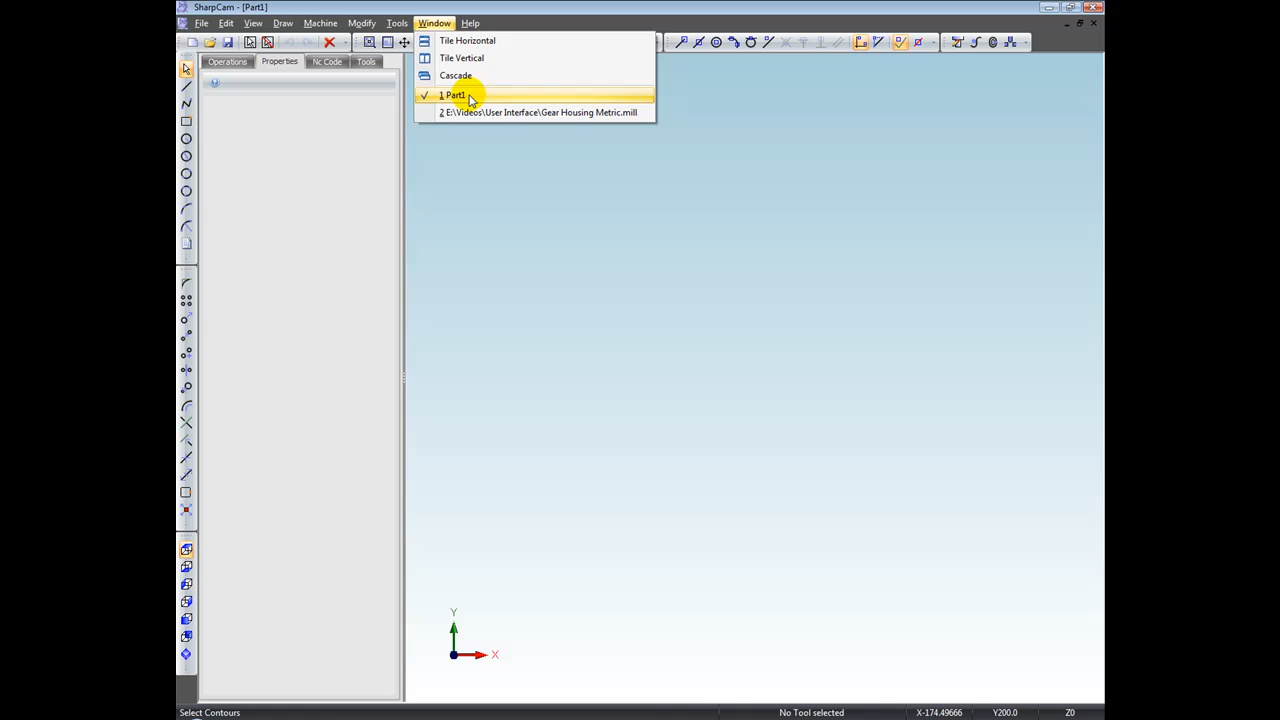 SharpCam - [Part1]
File Edit View Draw Machine Modify Tools Window Help
Tile Horizontal
Tile Vertical
Cascade
1 Part1
2 E:\Videos\User Interface\Gear Housing Metric.mill
Operations Properties Nc Code Tools
Y
X
Select Contours No Tool selected X-174.49666 Y200.0 Z0